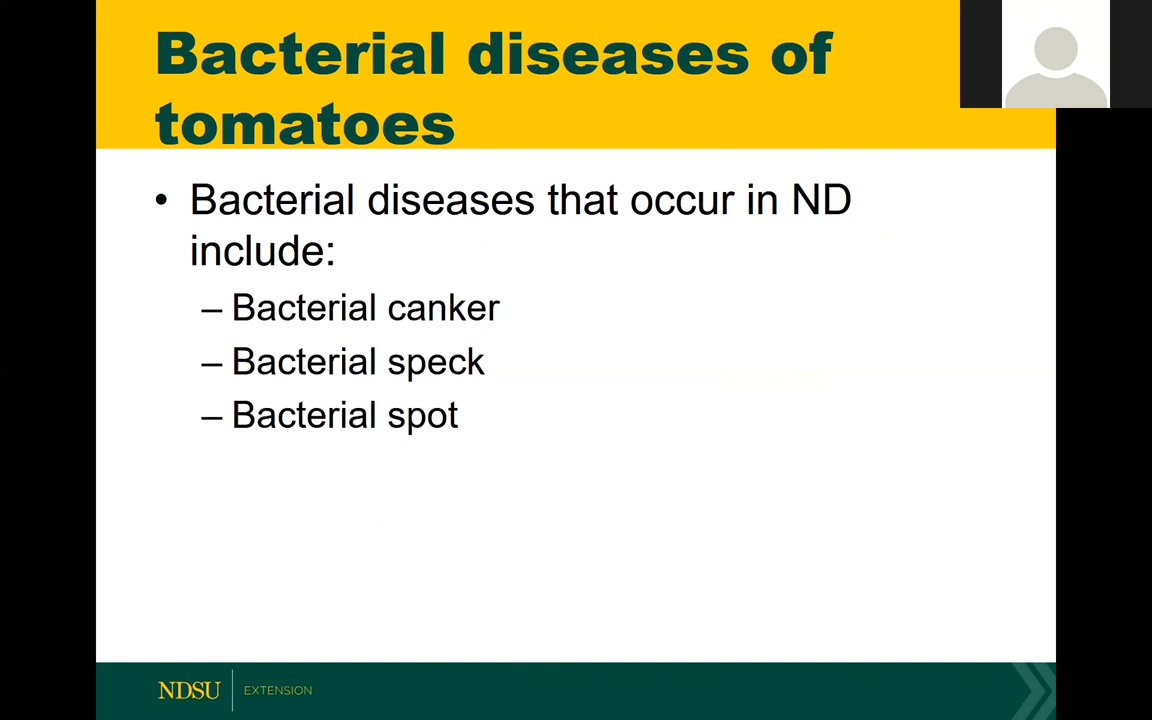 Bacterial diseases of
tomatoes
• Bacterial diseases that occur in ND
include:
– Bacterial canker
– Bacterial speck
– Bacterial spot
NDSU EXTENSION